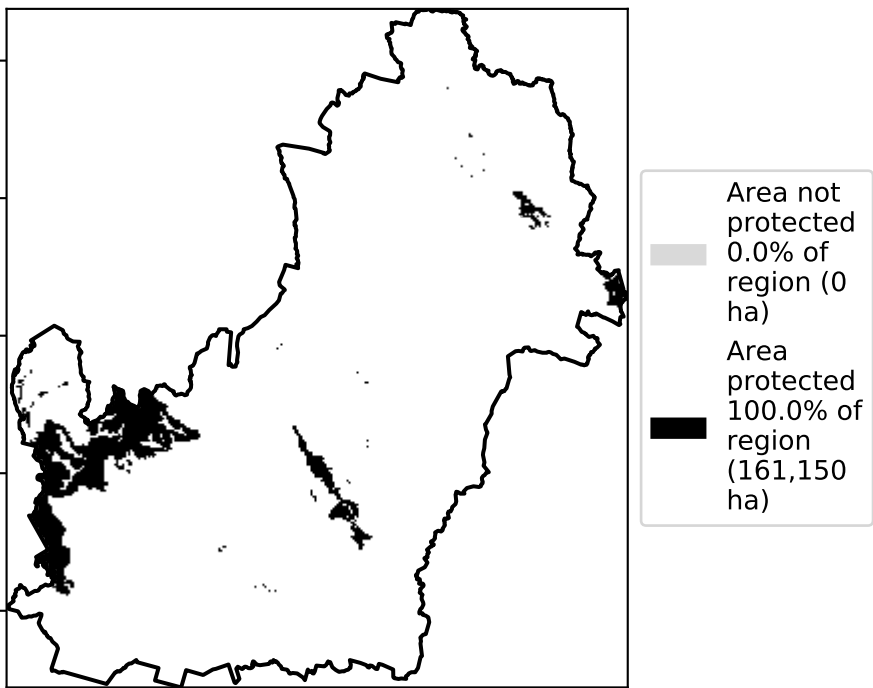 Area not
protected
0.0% of
region (0
ha)
Area
protected
100.0% of
region
(161,150
ha)